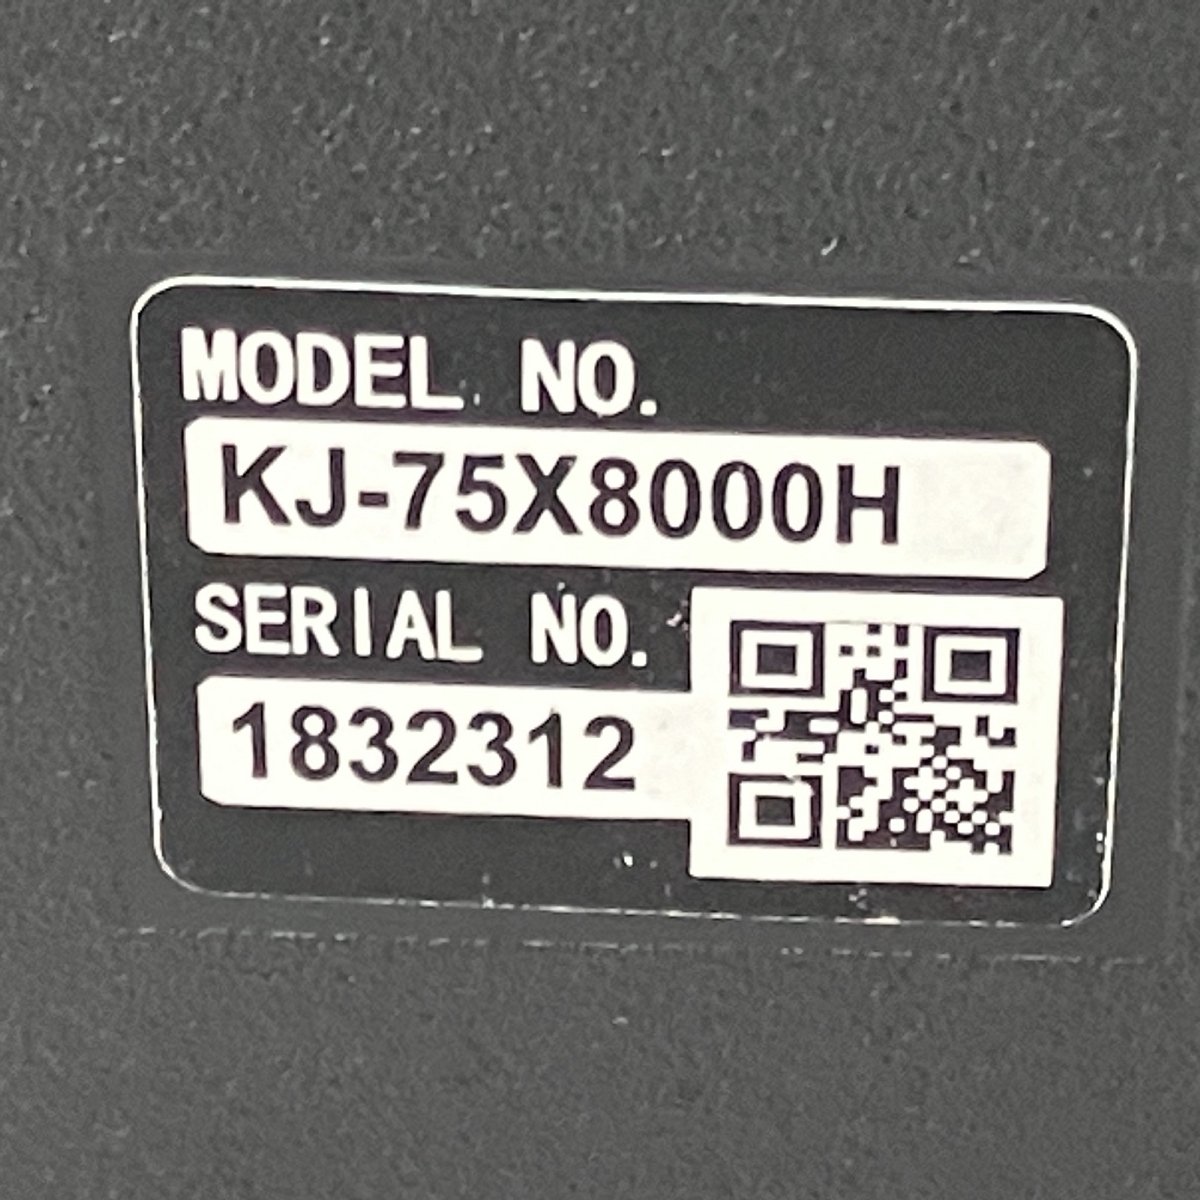 MODEL NO.
KJ-75X8000H
SERIAL NO.
1832312